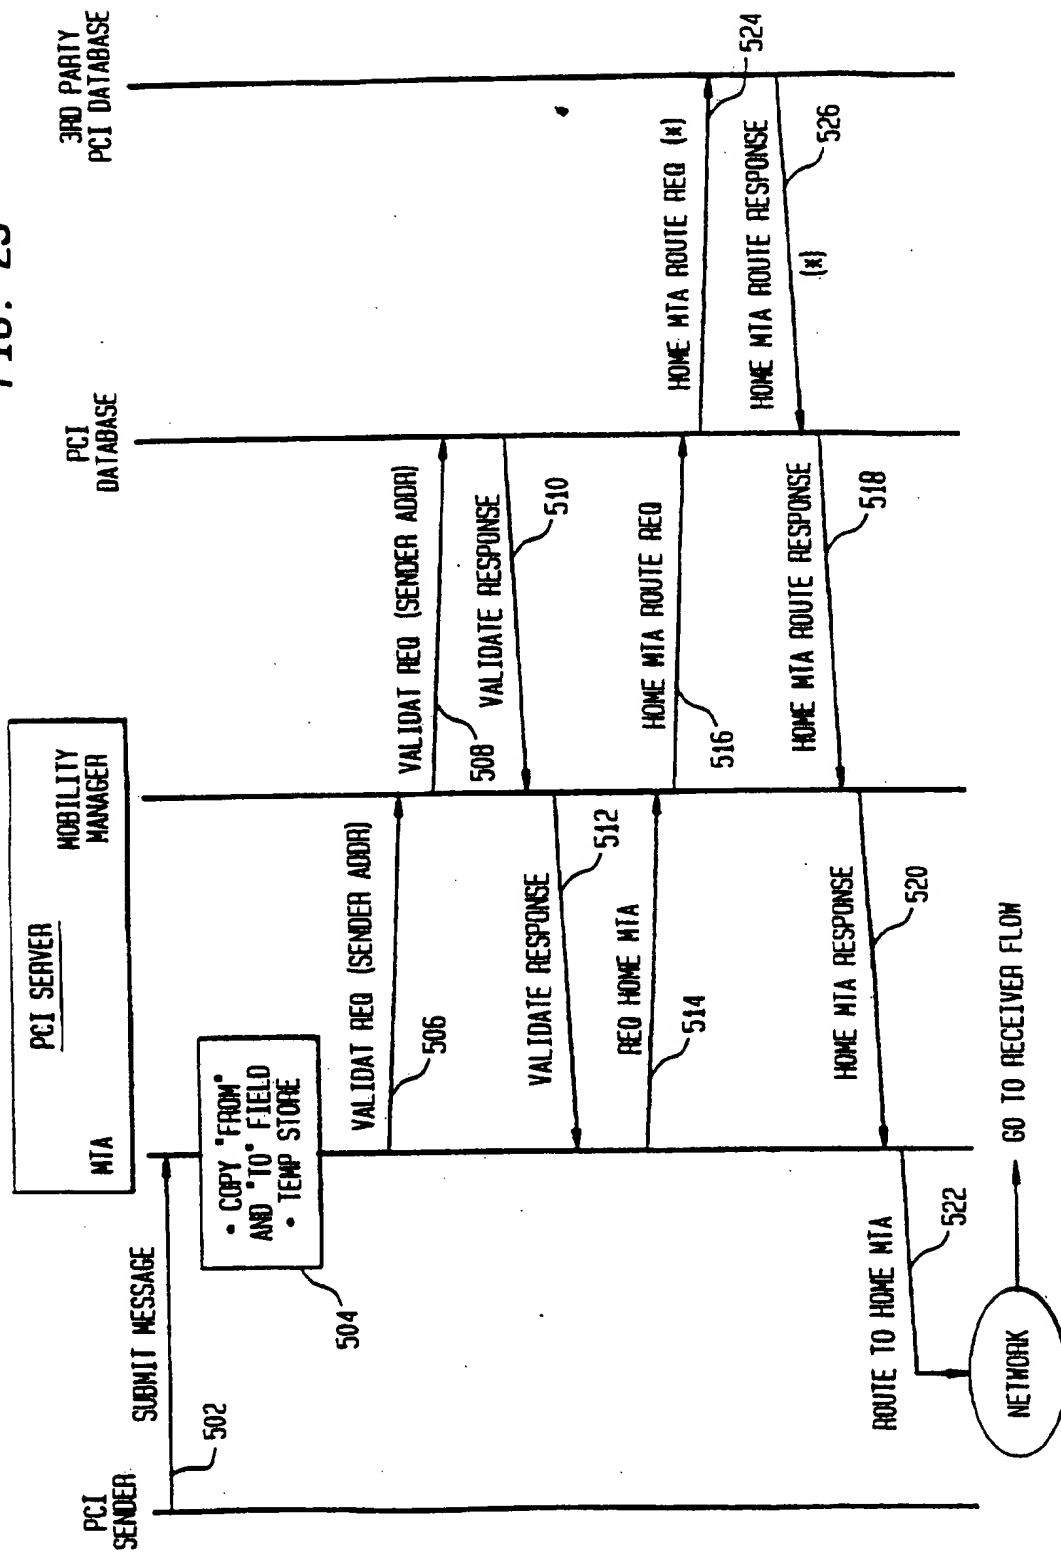 FIG. 23
PCI
SENDER
PCI SERVER
MTA
MOBILITY
MANAGER
PCI
DATABASE
3RD PARTY
PCI DATABASE
SUBMIT MESSAGE
502
• COPY "FROM"
AND "TO" FIELD
• TEMP STORE
504
VALIDAT REQ (SENDER ADDR)
506
VALIDAT REQ (SENDER ADDR)
508
VALIDATE RESPONSE
510
VALIDATE RESPONSE
512
REQ HOME MTA
514
HOME MTA ROUTE REQ
516
HOME MTA ROUTE REQ (*)
524
HOME MTA ROUTE RESPONSE
(*)
526
HOME MTA ROUTE RESPONSE
518
HOME MTA RESPONSE
520
ROUTE TO HOME MTA
522
NETWORK
GO TO RECEIVER FLOW